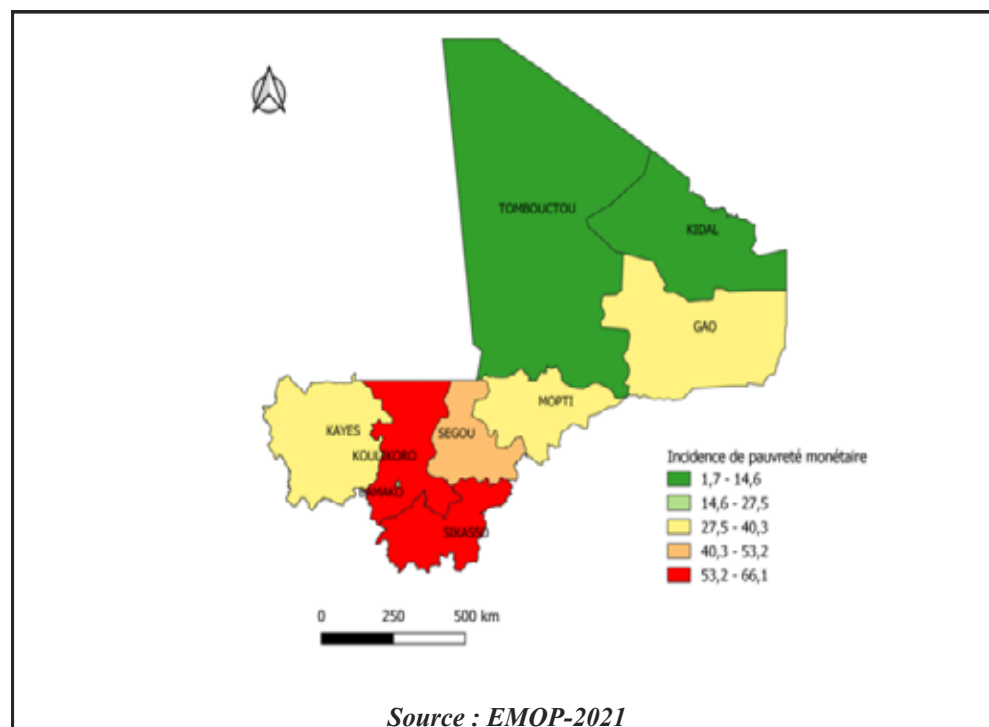 TOMBOUCTOU
KIDAL
GAO
MOPTI
KAYES
SEGOU
KOULIKORO
BAMAKO
SIKASSO
Incidence de pauvreté monétaire
1,7 - 14,6
14,6 - 27,5
27,5 - 40,3
40,3 - 53,2
53,2 - 66,1
0 250 500 km
Source : EMOP-2021